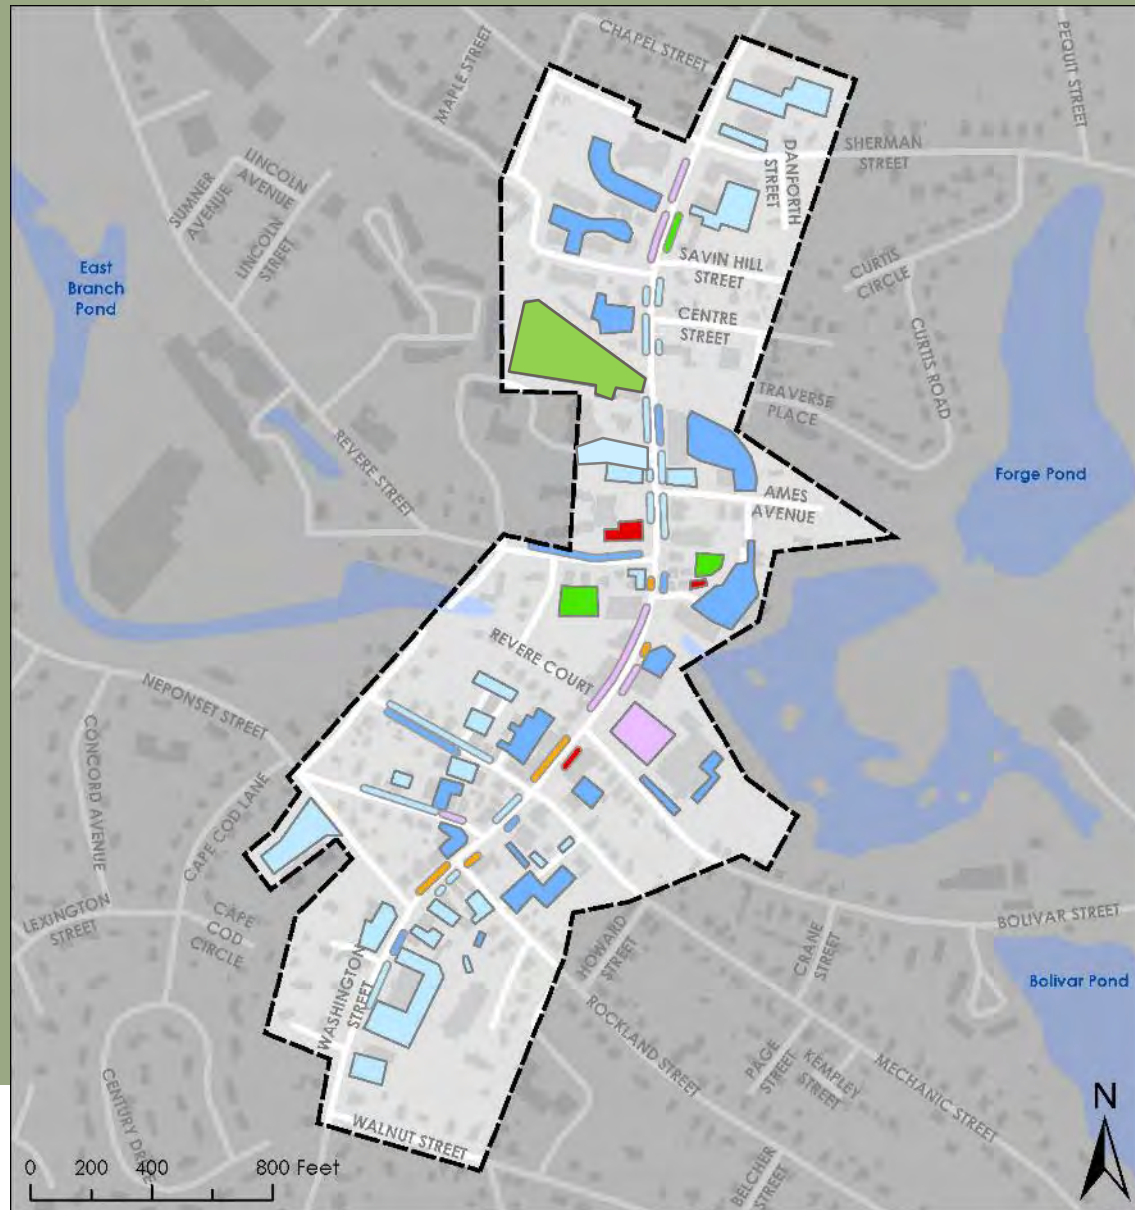 CHAPEL STREET
PEQUIT STREET
MAPLE STREET
SHERMAN
STREET
DANFORTH
STREET
LINCOLN
AVENUE
SUMNER
AVENUE
LINCOLN
STREET
East
Branch
Pond
SAVIN HILL
STREET
CURTIS
CIRCLE
CENTRE
STREET
CURTIS ROAD
TRAVERSE
PLACE
REVERE STREET
Forge Pond
AMES
AVENUE
REVERE COURT
NEPONSET STREET
CONCORD AVENUE
CAPE COD LANE
LEXINGTON
STREET
CAPE
COD
CIRCLE
BOLIVAR STREET
HOWARD
STREET
CRANE
STREET
Bolivar Pond
WASHINGTON
STREET
ROCKLAND STREET
PAGE
STREET
KEMPLEY
STREET
MECHANIC STREET
CENTURY DRIVE
WALNUT STREET
BELCHER
STREET
N
0 200 400 800 Feet